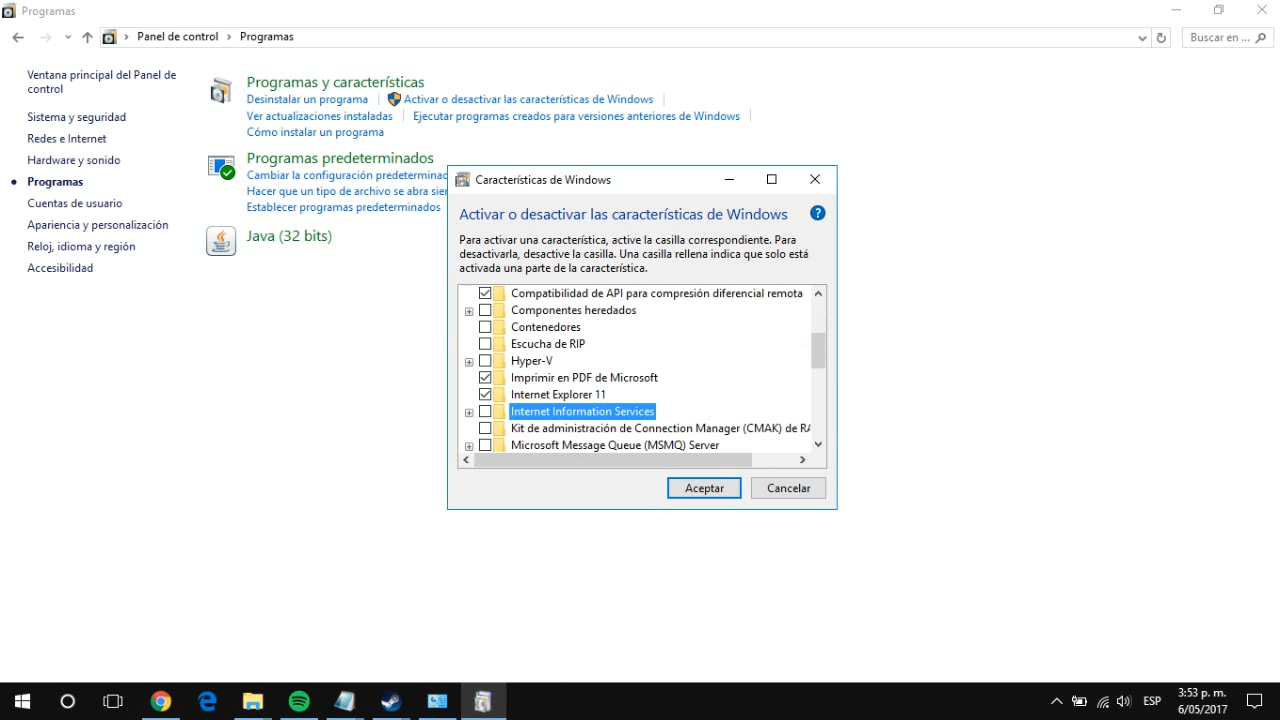 Programas
Panel de control
Programas
Buscar en ...
Ventana principal del Panel de
control
Sistema y seguridad
Redes e Internet
Hardware y sonido
Programas
Cuentas de usuario
Apariencia y personalización
Reloj, idioma y región
Accesibilidad
Programas y características
Desinstalar un programa
Activar o desactivar las características de Windows
Ver actualizaciones instaladas
Ejecutar programas creados para versiones anteriores de Windows
Cómo instalar un programa
Programas predeterminados
Cambiar la configuración predeterminad
Hacer que un tipo de archivo se abra sier
Establecer programas predeterminados
Java (32 bits)
Características de Windows
Activar o desactivar las características de Windows
Para activar una característica, active la casilla correspondiente. Para
desactivarla, desactive la casilla. Una casilla rellena indica que solo está
activada una parte de la característica.
Compatibilidad de API para compresión diferencial remota
Componentes heredados
Contenedores
Escucha de RIP
Hyper-V
Imprimir en PDF de Microsoft
Internet Explorer 11
Internet Information Services
Kit de administración de Connection Manager (CMAK) de RA
Microsoft Message Queue (MSMQ) Server
Aceptar
Cancelar
ESP
3:53 p. m.
6/05/2017